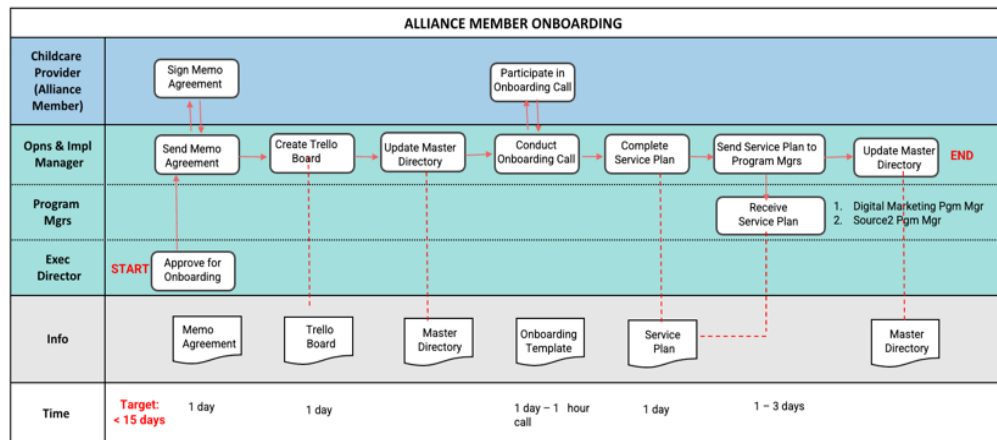 ALLIANCE MEMBER ONBOARDING
Childcare
Provider
(Alliance
Member)
Sign Memo
Agreement
Participate in
Onboarding Call
Opns & Impl
Manager
Send Memo
Agreement
Create Trello
Board
Update Master
Directory
Conduct
Onboarding Call
Complete
Service Plan
Send Service Plan to
Program Mgrs
Update Master
Directory
END
Program
Mgrs
Receive
Service Plan
1. Digital Marketing Pgm Mgr
2. Source2 Pgm Mgr
Exec
Director
START
Approve for
Onboarding
Info
Memo
Agreement
Trello
Board
Master
Directory
Onboarding
Template
Service
Plan
Master
Directory
Time
Target:
< 15 days
1 day
1 day
1 day – 1 hour
call
1 day
1 – 3 days